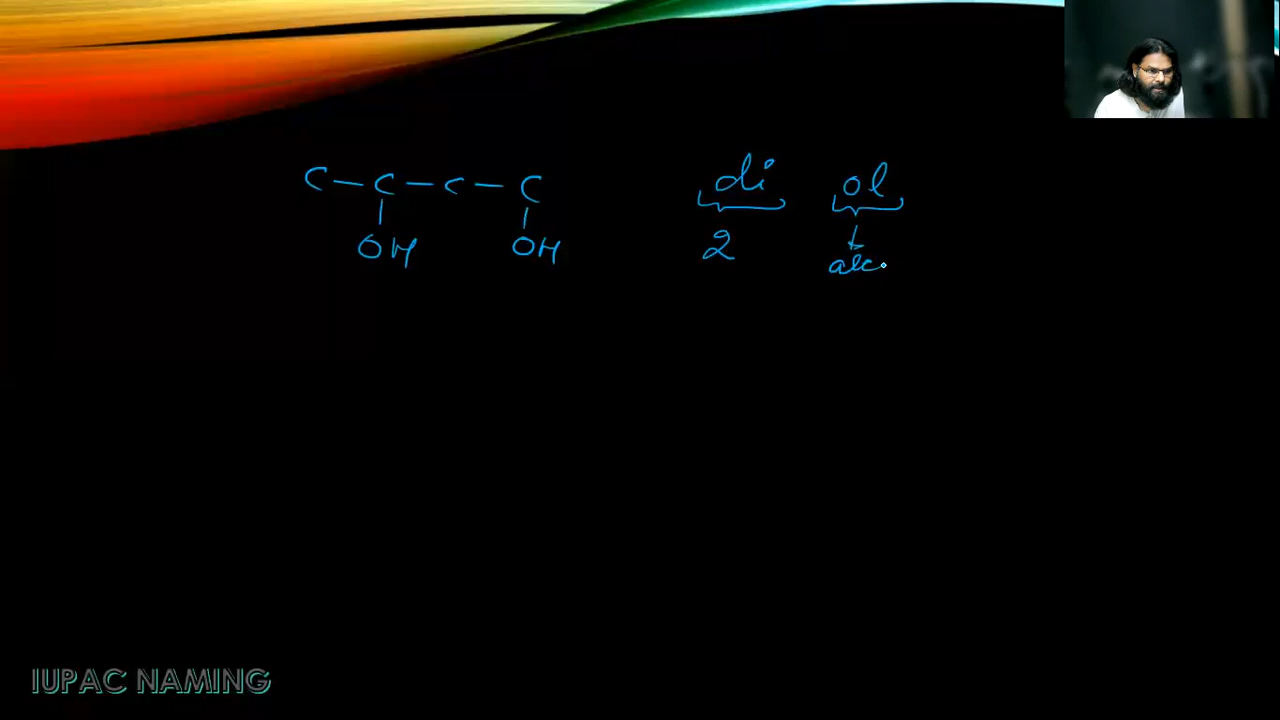 C — C — C — C di ol
OH OH 2 alc
IUPAC NAMING